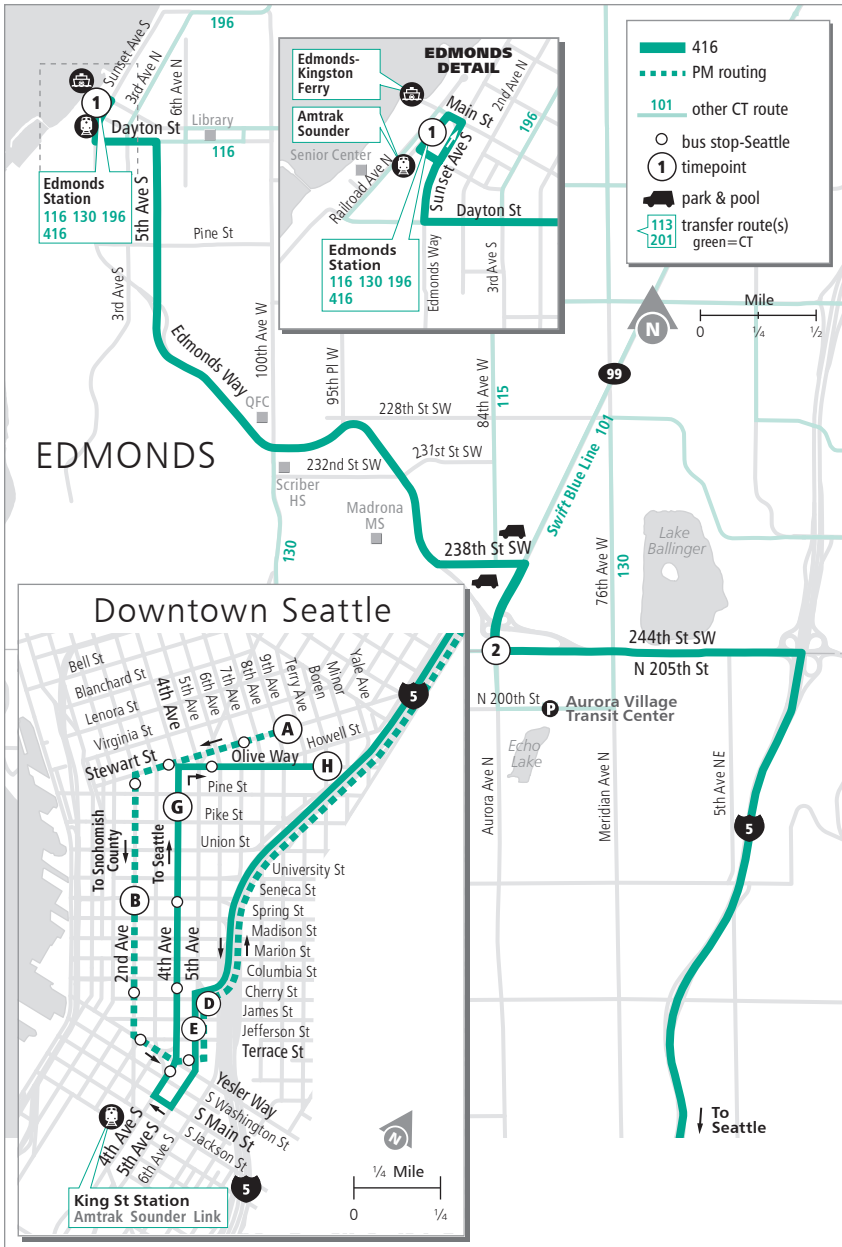 196
Sunset Ave S
3rd Ave N
6th Ave N
1
Dayton St
Library
116
Edmonds
Station
116 130 196
416
5th Ave S
Pine St
3rd Ave S
Edmonds Way
100th Ave W
EDMONDS
DETAIL
Edmonds-
Kingston
Ferry
Amtrak
Sounder
Main St
2nd Ave N
196
1
Senior Center
Railroad Ave N
Sunset Ave S
Dayton St
Edmonds
Station
116 130 196
416
Edmonds Way
3rd Ave S
416
PM routing
101
other CT route
bus stop-Seattle
1
timepoint
park & pool
113
201
transfer route(s)
green=CT
Mile
0
¼
½
N
99
QFC
95th Pl W
84th Ave W
115
228th St SW
EDMONDS
231st St SW
232nd St SW
Scriber
HS
Madrona
MS
130
Swift Blue Line 101
238th St SW
76th Ave W
130
Lake
Ballinger
2
244th St SW
N 205th St
N 200th St
P
Aurora Village
Transit Center
Echo
Lake
Aurora Ave N
Meridian Ave N
5th Ave NE
5
To
Seattle
Downtown Seattle
Bell St
Blanchard St
Lenora St
Virginia St
Stewart St
4th Ave
5th Ave
6th Ave
7th Ave
8th Ave
9th Ave
Terry Ave
Boren
Minor
Yale Ave
5
A
Howell St
Olive Way
H
Pine St
G
Pike St
Union St
To Snohomish
County
To Seattle
B
2nd Ave
4th Ave
5th Ave
University St
Seneca St
Spring St
Madison St
Marion St
Columbia St
Cherry St
D
James St
E
Jefferson St
Terrace St
Yesler Way
S Washington St
S Main St
S Jackson St
4th Ave S
5th Ave S
6th Ave S
5
King St Station
Amtrak Sounder Link
N
¼ Mile
0
¼